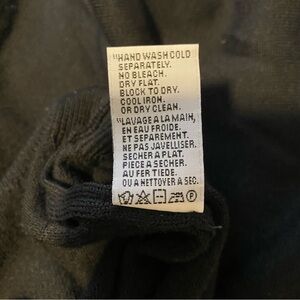 "HAND WASH COLD
SEPARATELY.
NO BLEACH.
DRY FLAT.
BLOCK TO DRY.
COOL IRON.
OR DRY CLEAN.
"LAVAGE A LA MAIN,
EN EAU FROIDE.
ET SEPAREMENT.
NE PAS JAVELLISER.
SECHER A PLAT.
PIECE A SECHER.
AU FER TIEDE.
OU A NETTOYER A SEC.
P